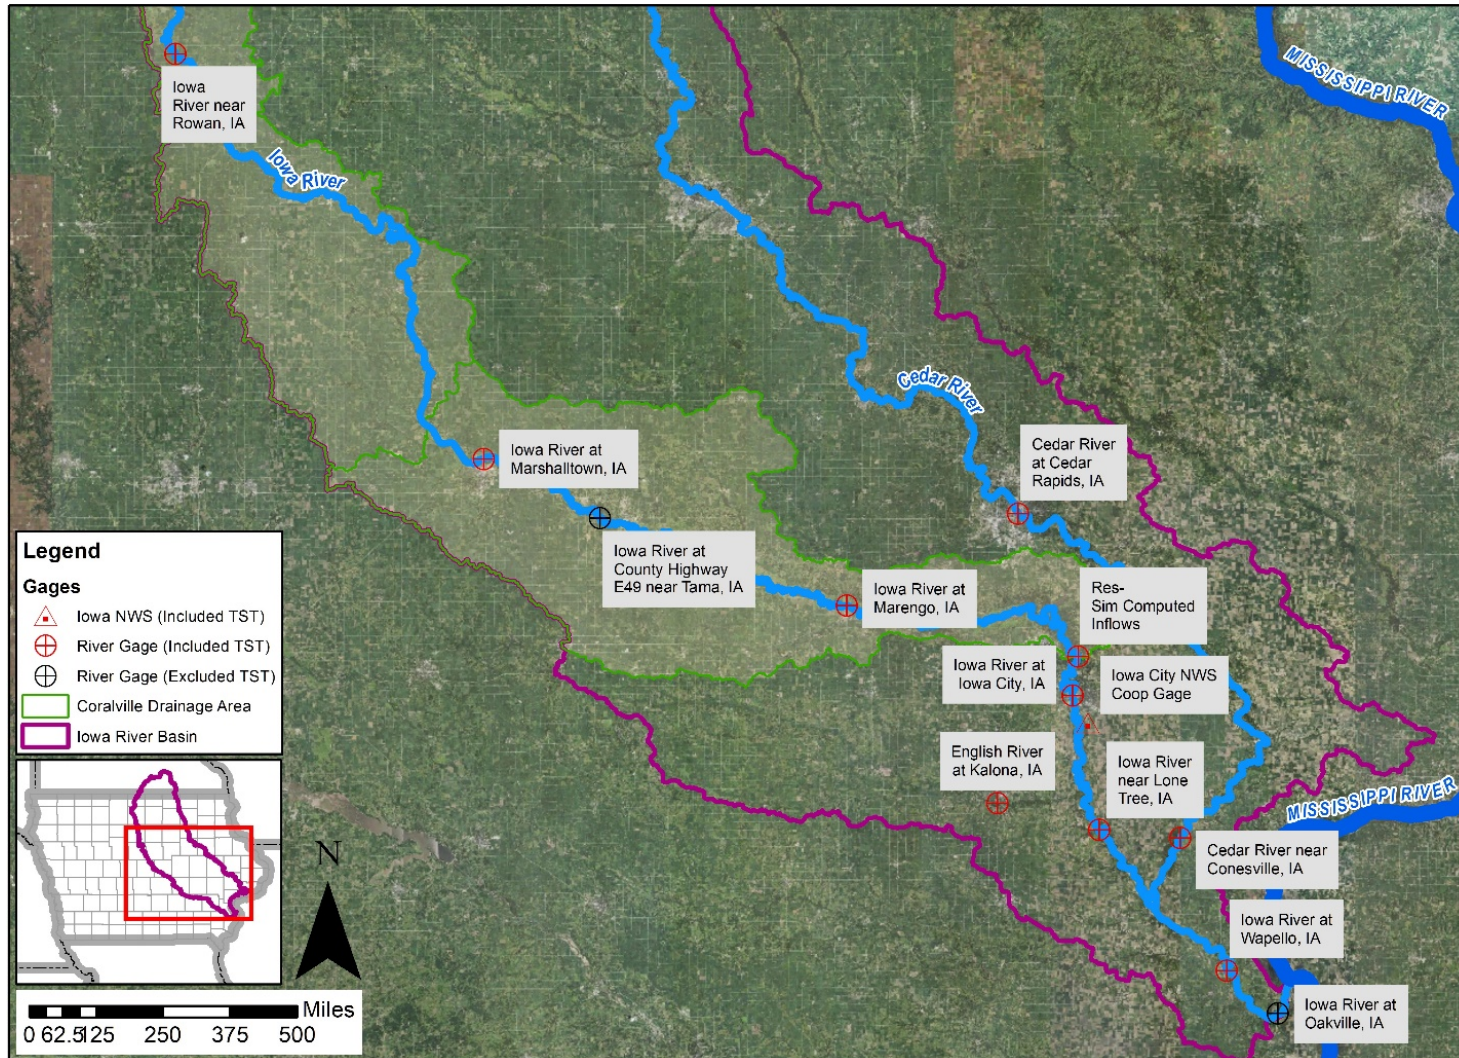 MISSISSIPPI RIVER
Iowa
River near
Rowan, IA
Iowa River
Cedar River
Iowa River at
Marshalltown, IA
Cedar River
at Cedar
Rapids, IA
Iowa River at
County Highway
E49 near Tama, IA
Iowa River at
Marengo, IA
Res-
Sim Computed
Inflows
Iowa River at
Iowa City, IA
Iowa City NWS
Coop Gage
English River
at Kalona, IA
Iowa River
near Lone
Tree, IA
MISSISSIPPI RIVER
Cedar River near
Conesville, IA
Iowa River at
Wapello, IA
Iowa River at
Oakville, IA
Legend
Gages
Iowa NWS (Included TST)
River Gage (Included TST)
River Gage (Excluded TST)
Coralville Drainage Area
Iowa River Basin
N
Miles
0 62.5125 250 375 500